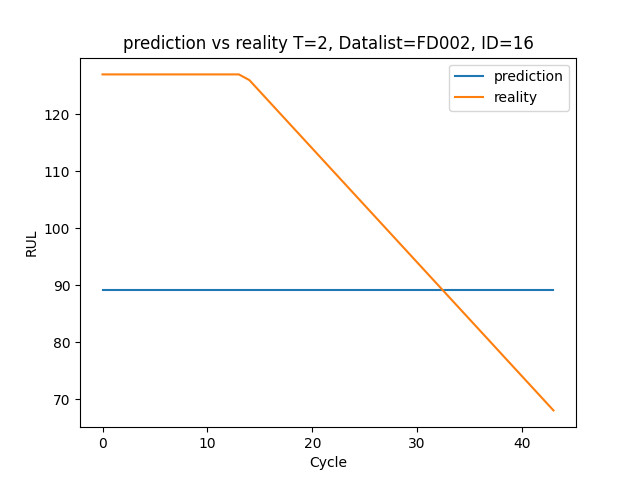 prediction vs reality T=2, Datalist=FD002, ID=16
prediction
reality
120
110
100
90
80
70
RUL
0 10 20 30 40
Cycle